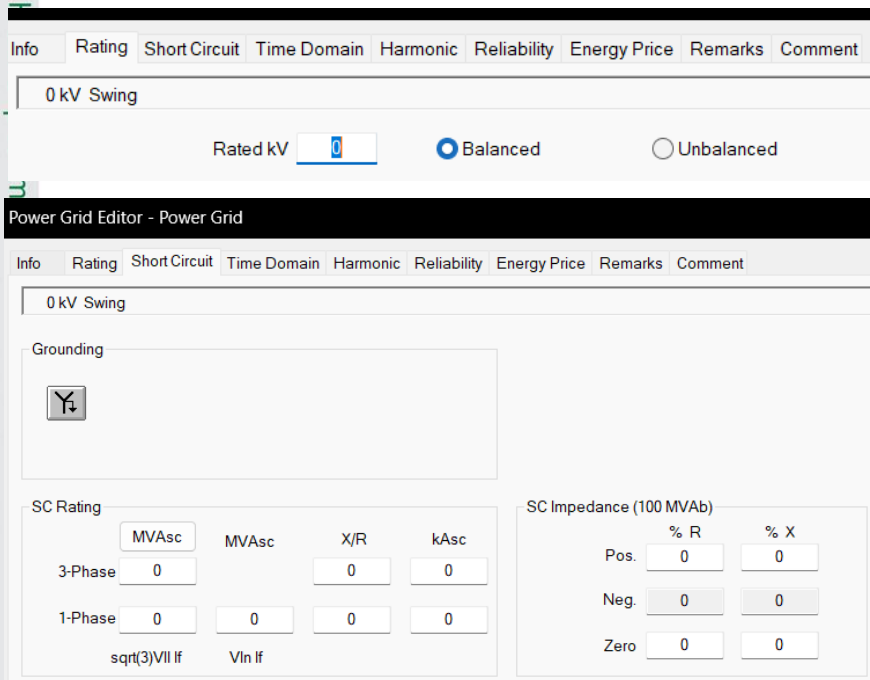 Info Rating Short Circuit Time Domain Harmonic Reliability Energy Price Remarks Comment
0 kV Swing
Rated kV 0 Balanced Unbalanced
Power Grid Editor - Power Grid
Info Rating Short Circuit Time Domain Harmonic Reliability Energy Price Remarks Comment
0 kV Swing
Grounding
SC Rating
MVAsc MVAsc X/R kAsc
3-Phase 0 0 0
1-Phase 0 0 0 0
sqrt(3)Vll If Vln If
SC Impedance (100 MVAb)
% R % X
Pos. 0 0
Neg. 0 0
Zero 0 0